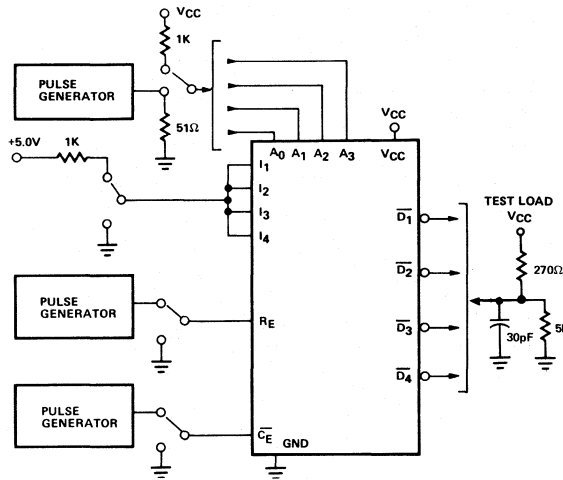 VCC
1K
PULSE
GENERATOR
51Ω
+5.0V
1K
VCC
A0 A1 A2 A3
VCC
I1
I2
I3
I4
D1
D2
D3
D4
TEST LOAD
VCC
270Ω
30pF
PULSE
GENERATOR
RE
PULSE
GENERATOR
CE
GND